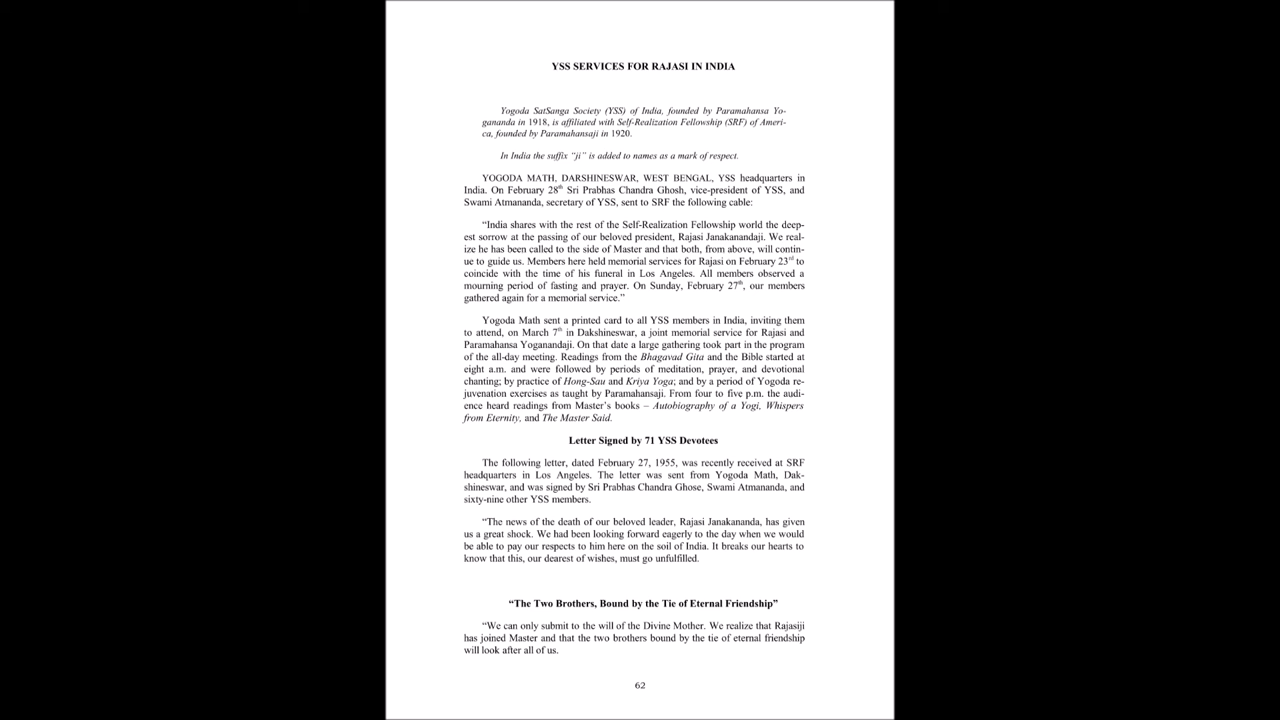 YSS SERVICES FOR RAJASI IN INDIA
Yogoda SatSanga Society (YSS) of India, founded by Paramahansa Yo-
gananda in 1918, is affiliated with Self-Realization Fellowship (SRF) of Ameri-
ca, founded by Paramahansaji in 1920.
In India the suffix “ji” is added to names as a mark of respect.
YOGODA MATH, DARSHINESWAR, WEST BENGAL, YSS headquarters in
India. On February 28th Sri Prabhas Chandra Ghosh, vice-president of YSS, and
Swami Atmananda, secretary of YSS, sent to SRF the following cable:
“India shares with the rest of the Self-Realization Fellowship world the deep-
est sorrow at the passing of our beloved president, Rajasi Janakanandaji. We real-
ize he has been called to the side of Master and that both, from above, will contin-
ue to guide us. Members here held memorial services for Rajasi on February 23rd to
coincide with the time of his funeral in Los Angeles. All members observed a
mourning period of fasting and prayer. On Sunday, February 27th, our members
gathered again for a memorial service.”
Yogoda Math sent a printed card to all YSS members in India, inviting them
to attend, on March 7th in Dakshineswar, a joint memorial service for Rajasi and
Paramahansa Yoganandaji. On that date a large gathering took part in the program
of the all-day meeting. Readings from the Bhagavad Gita and the Bible started at
eight a.m. and were followed by periods of meditation, prayer, and devotional
chanting; by practice of Hong-Sau and Kriya Yoga; and by a period of Yogoda re-
juvenation exercises as taught by Paramahansaji. From four to five p.m. the audi-
ence heard readings from Master’s books – Autobiography of a Yogi, Whispers
from Eternity, and The Master Said.
Letter Signed by 71 YSS Devotees
The following letter, dated February 27, 1955, was recently received at SRF
headquarters in Los Angeles. The letter was sent from Yogoda Math, Dak-
shineswar, and was signed by Sri Prabhas Chandra Ghose, Swami Atmananda, and
sixty-nine other YSS members.
“The news of the death of our beloved leader, Rajasi Janakananda, has given
us a great shock. We had been looking forward eagerly to the day when we would
be able to pay our respects to him here on the soil of India. It breaks our hearts to
know that this, our dearest of wishes, must go unfulfilled.
“The Two Brothers, Bound by the Tie of Eternal Friendship”
“We can only submit to the will of the Divine Mother. We realize that Rajasiji
has joined Master and that the two brothers bound by the tie of eternal friendship
will look after all of us.
62